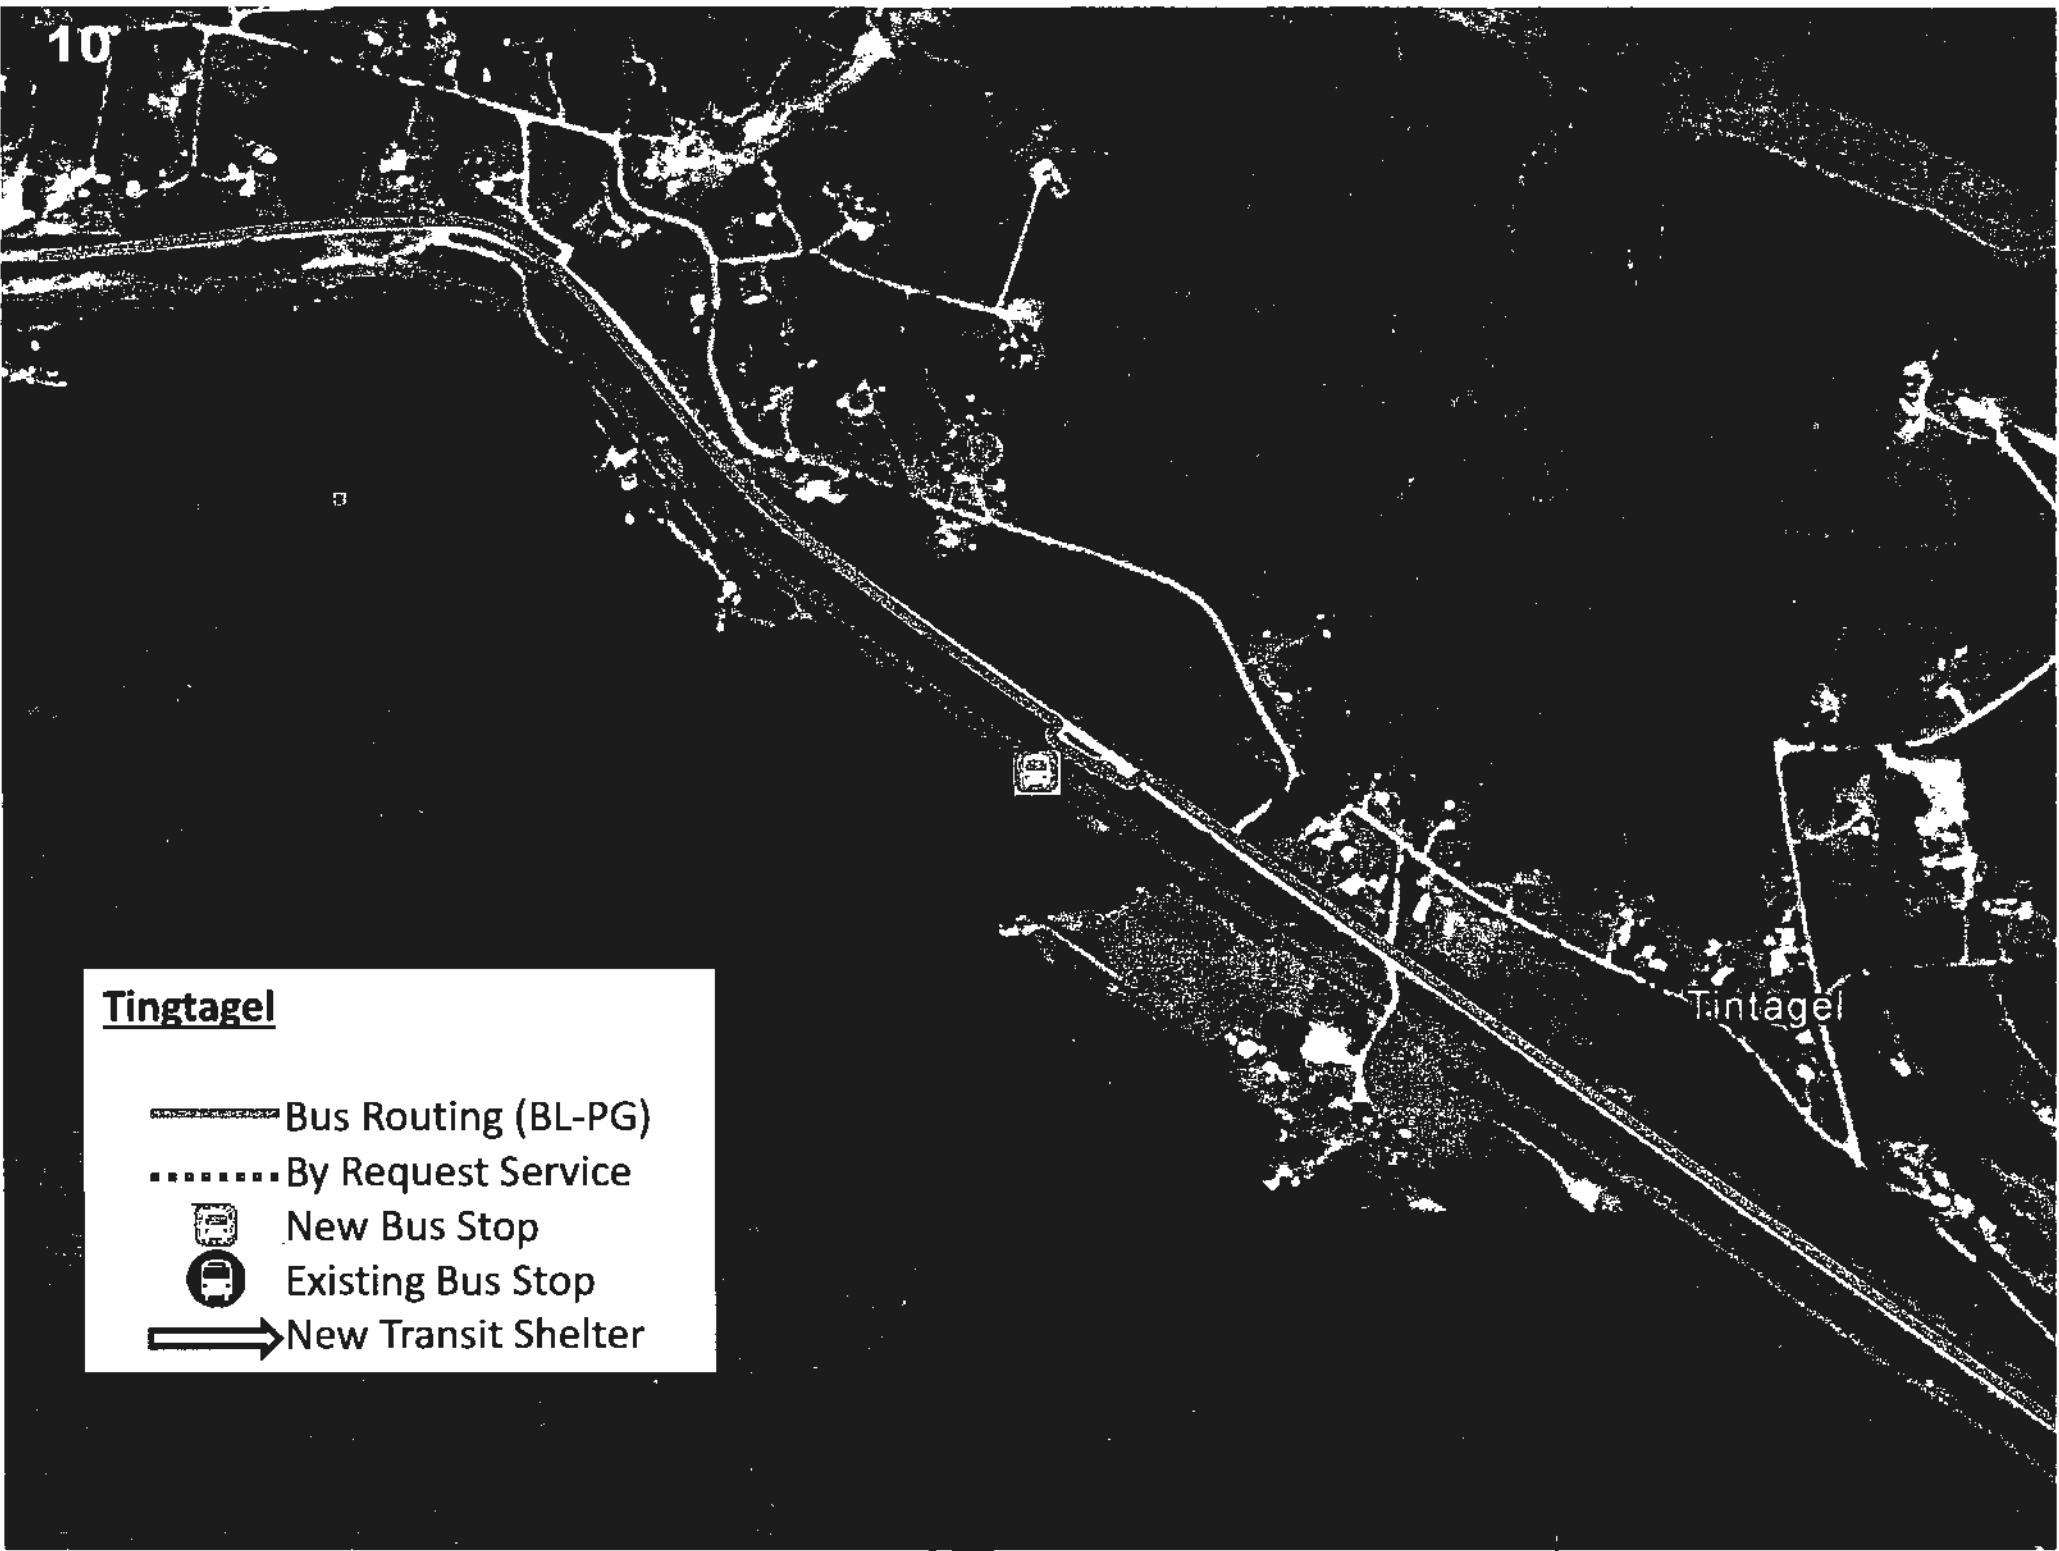 10
Tintagel
Tingtagel
Bus Routing (BL-PG)
By Request Service
New Bus Stop
Existing Bus Stop
New Transit Shelter